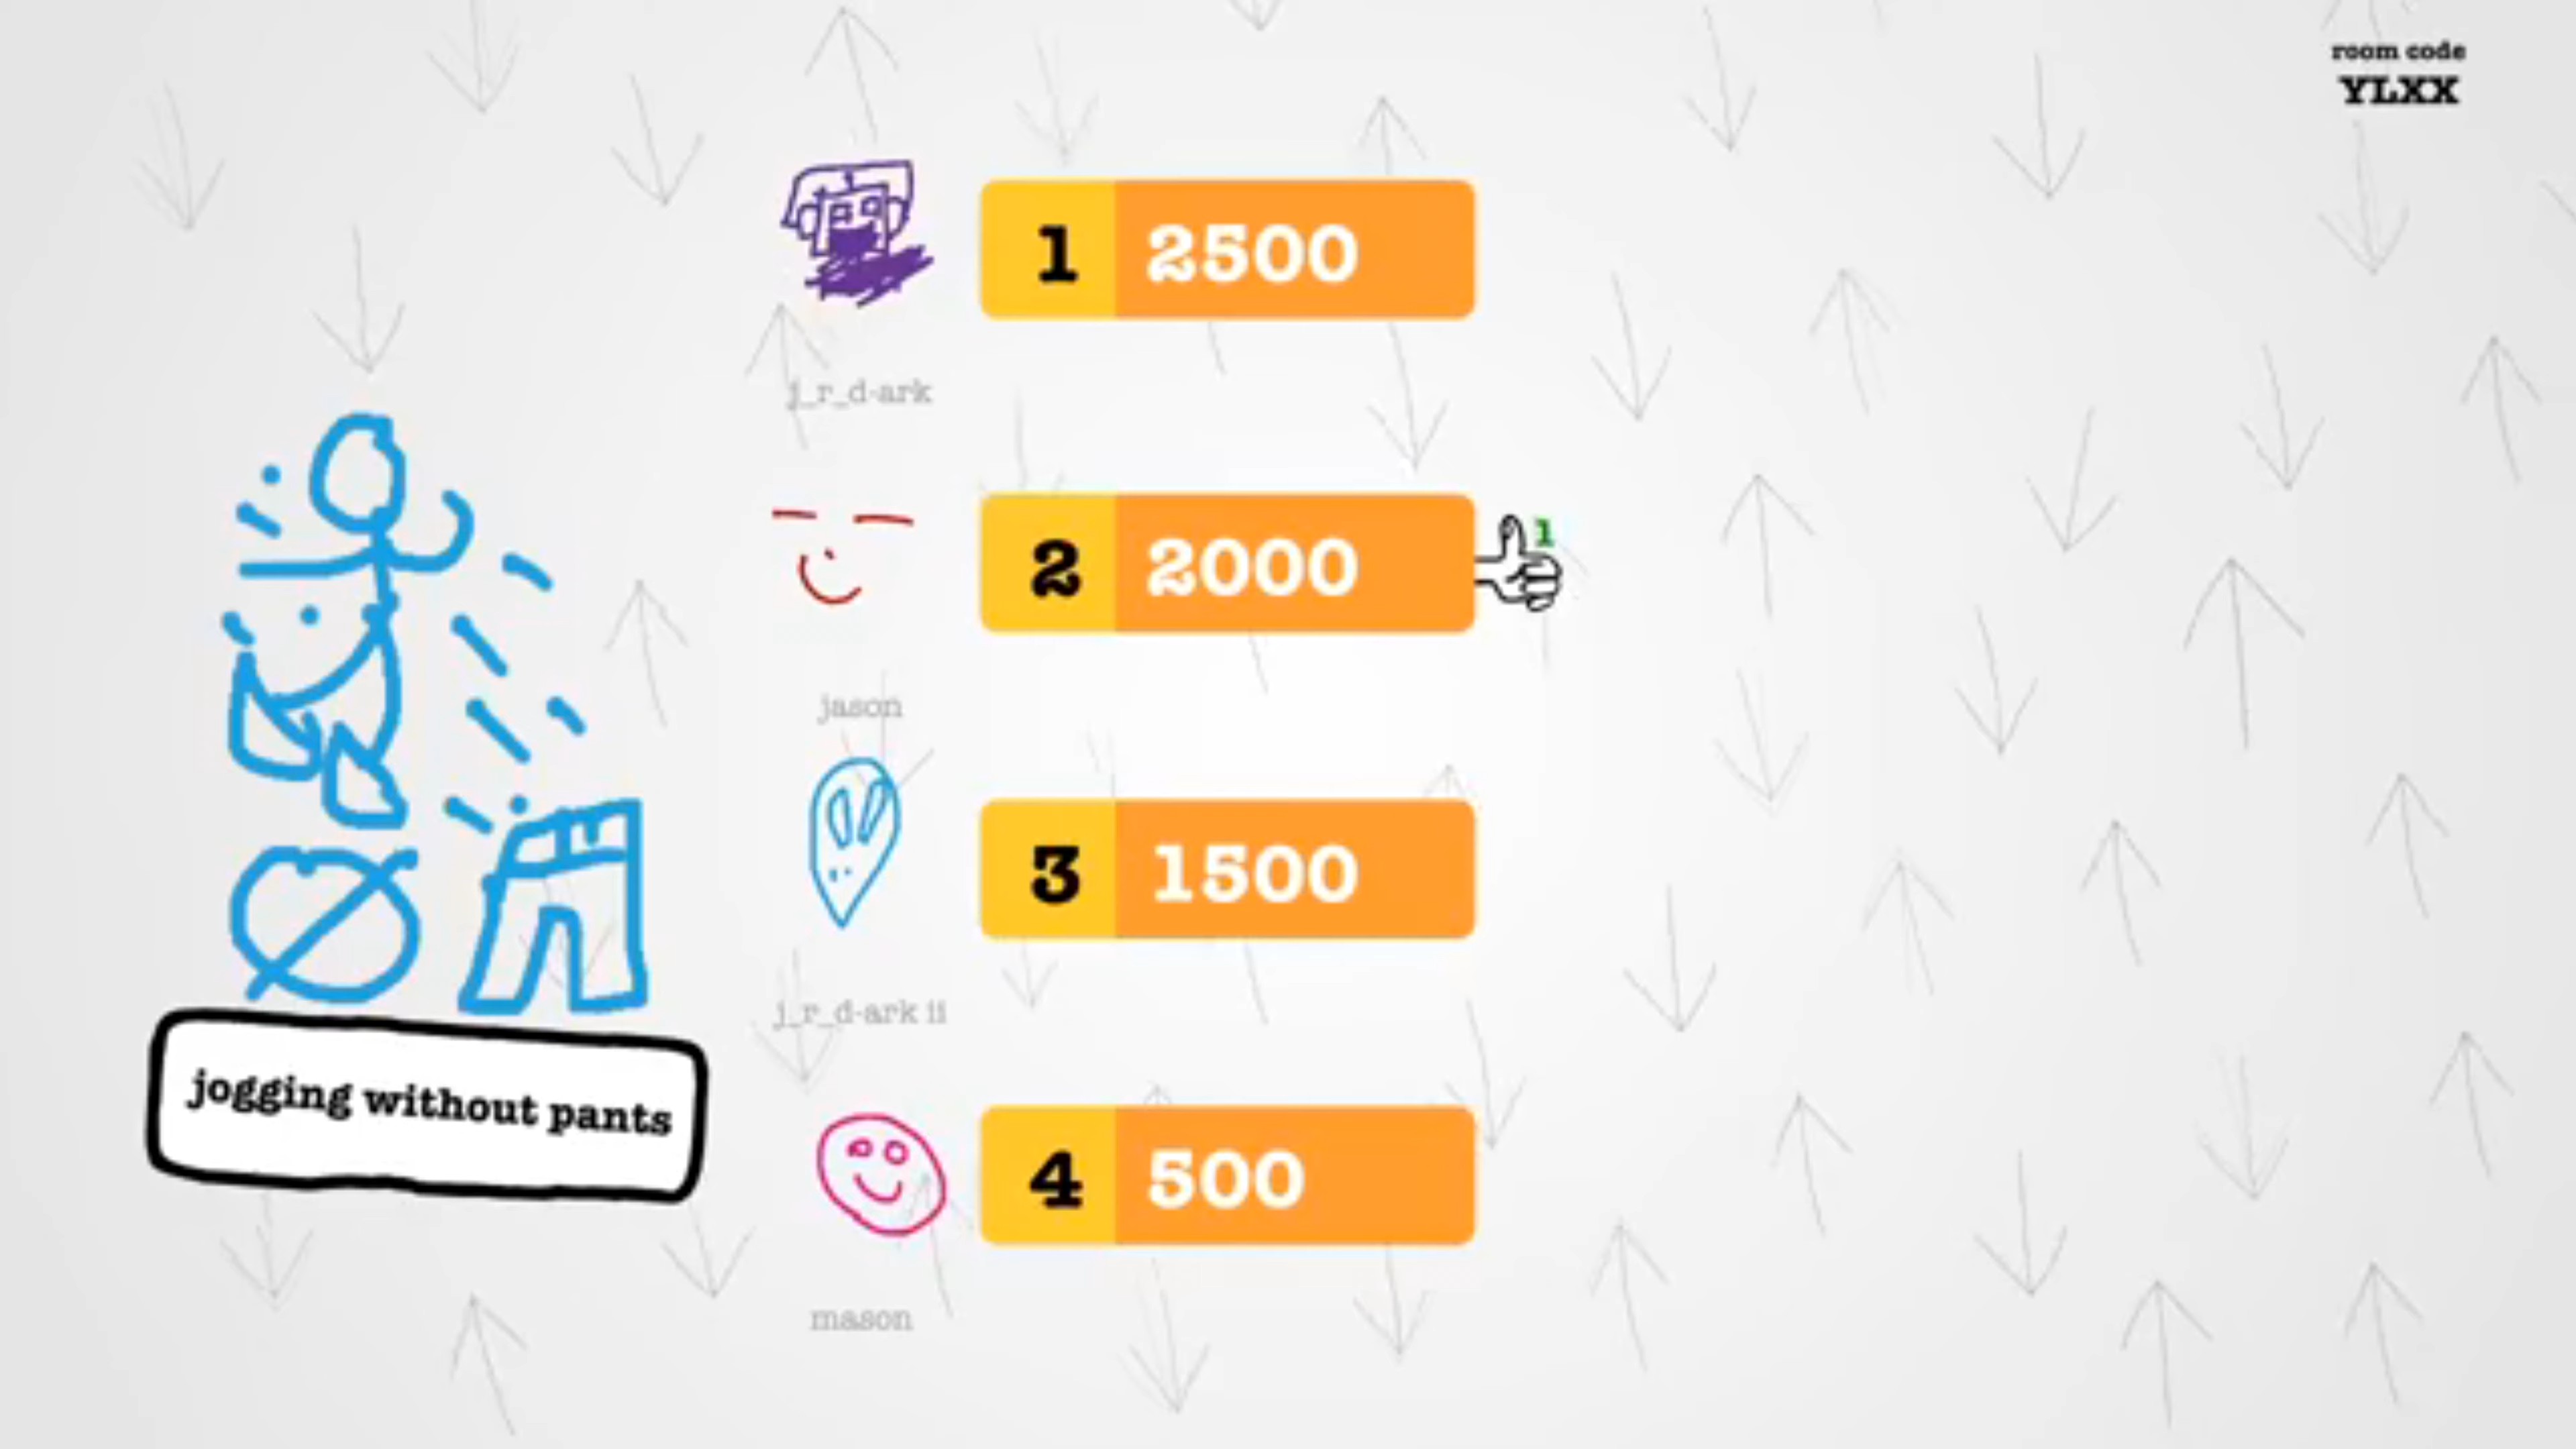 room code
YLXX
1 2500
j_r_d-ark
2 2000 1
jason
3 1500
j_r_d-ark ii
jogging without pants
4 500
mason